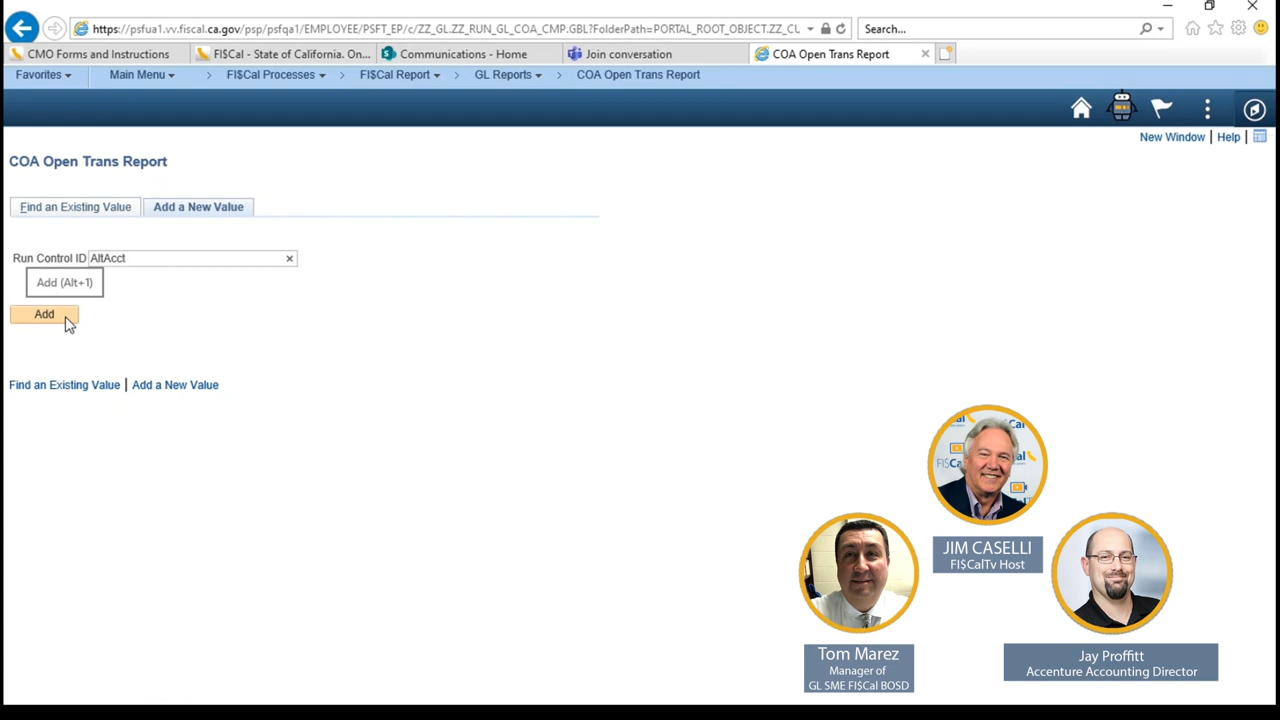 https://psfua1.vv.fiscal.ca.gov/psp/psfqa1/EMPLOYEE/PSFT_EP/c/ZZ_GL.ZZ_RUN_GL_COA_CMP.GBL?FolderPath=PORTAL_ROOT_OBJECT.ZZ_CU
Search...
CMO Forms and Instructions
FI$Cal - State of California. On...
Communications - Home
Join conversation
COA Open Trans Report
Favorites
Main Menu
FI$Cal Processes
FI$Cal Report
GL Reports
COA Open Trans Report
New Window | Help
COA Open Trans Report
Find an Existing Value
Add a New Value
Run Control ID AltAcct
Add (Alt+1)
Add
Find an Existing Value | Add a New Value
JIM CASELLI
FI$CalTv Host
Tom Marez
Manager of
GL SME FI$Cal BOSD
Jay Proffitt
Accenture Accounting Director